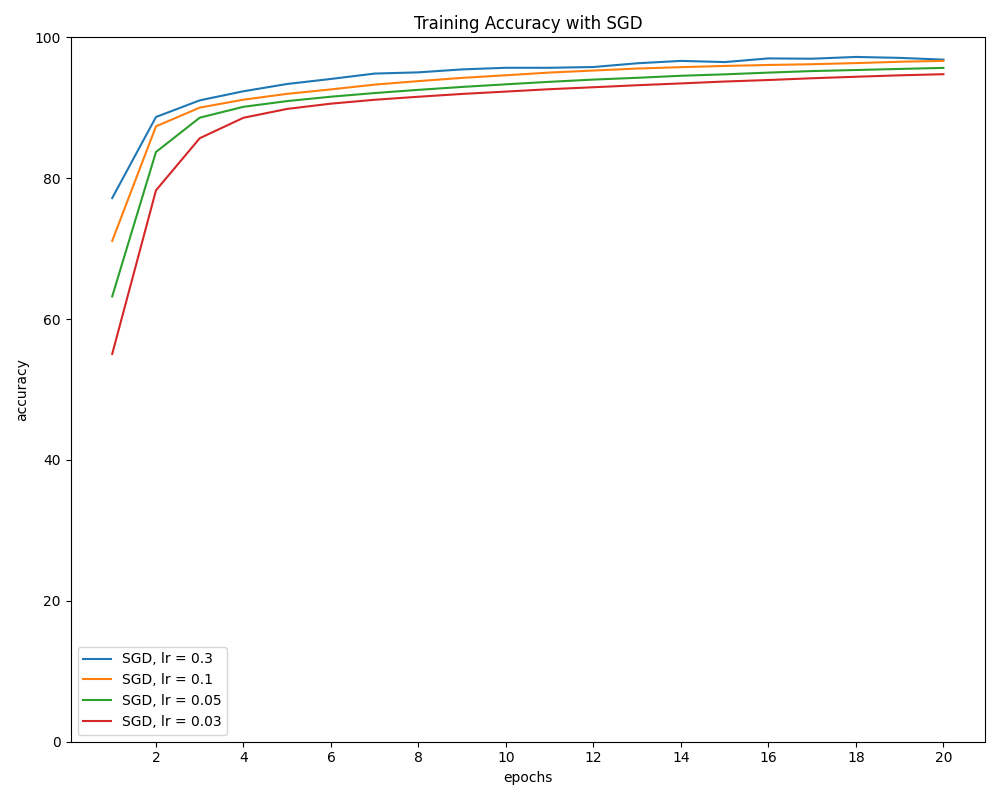 Training Accuracy with SGD
100
80
60
40
20
0
accuracy
SGD, lr = 0.3
SGD, lr = 0.1
SGD, lr = 0.05
SGD, lr = 0.03
2 4 6 8 10 12 14 16 18 20
epochs